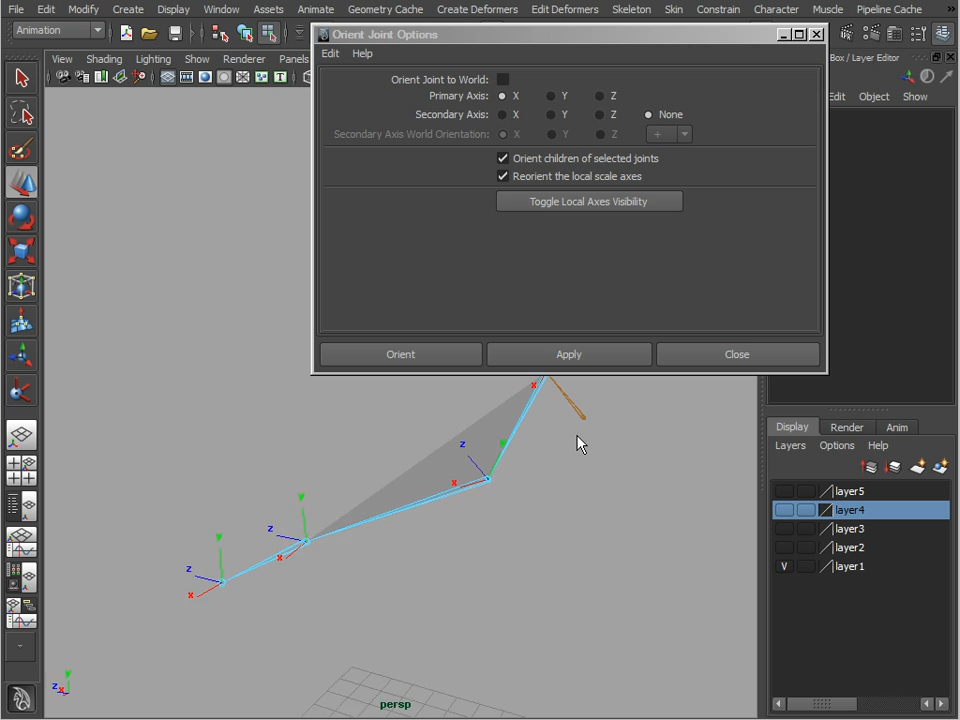 File Edit Modify Create Display Window Assets Animate Geometry Cache Create Deformers Edit Deformers Skeleton Skin Constrain Character Muscle Pipeline Cache »
Animation
Orient Joint Options
Edit Help
View Shading Lighting Show Renderer Panels
Box / Layer Editor
Orient Joint to World:
Primary Axis: X Y Z
Secondary Axis: X Y Z None
Secondary Axis World Orientation: X Y Z +
Orient children of selected joints
Reorient the local scale axes
Toggle Local Axes Visibility
Orient Apply Close
Edit Object Show
x
z y
x
y
z
x
y
z
x
Display Render Anim
Layers Options Help
layer5
layer4
layer3
layer2
V layer1
y
z x
persp